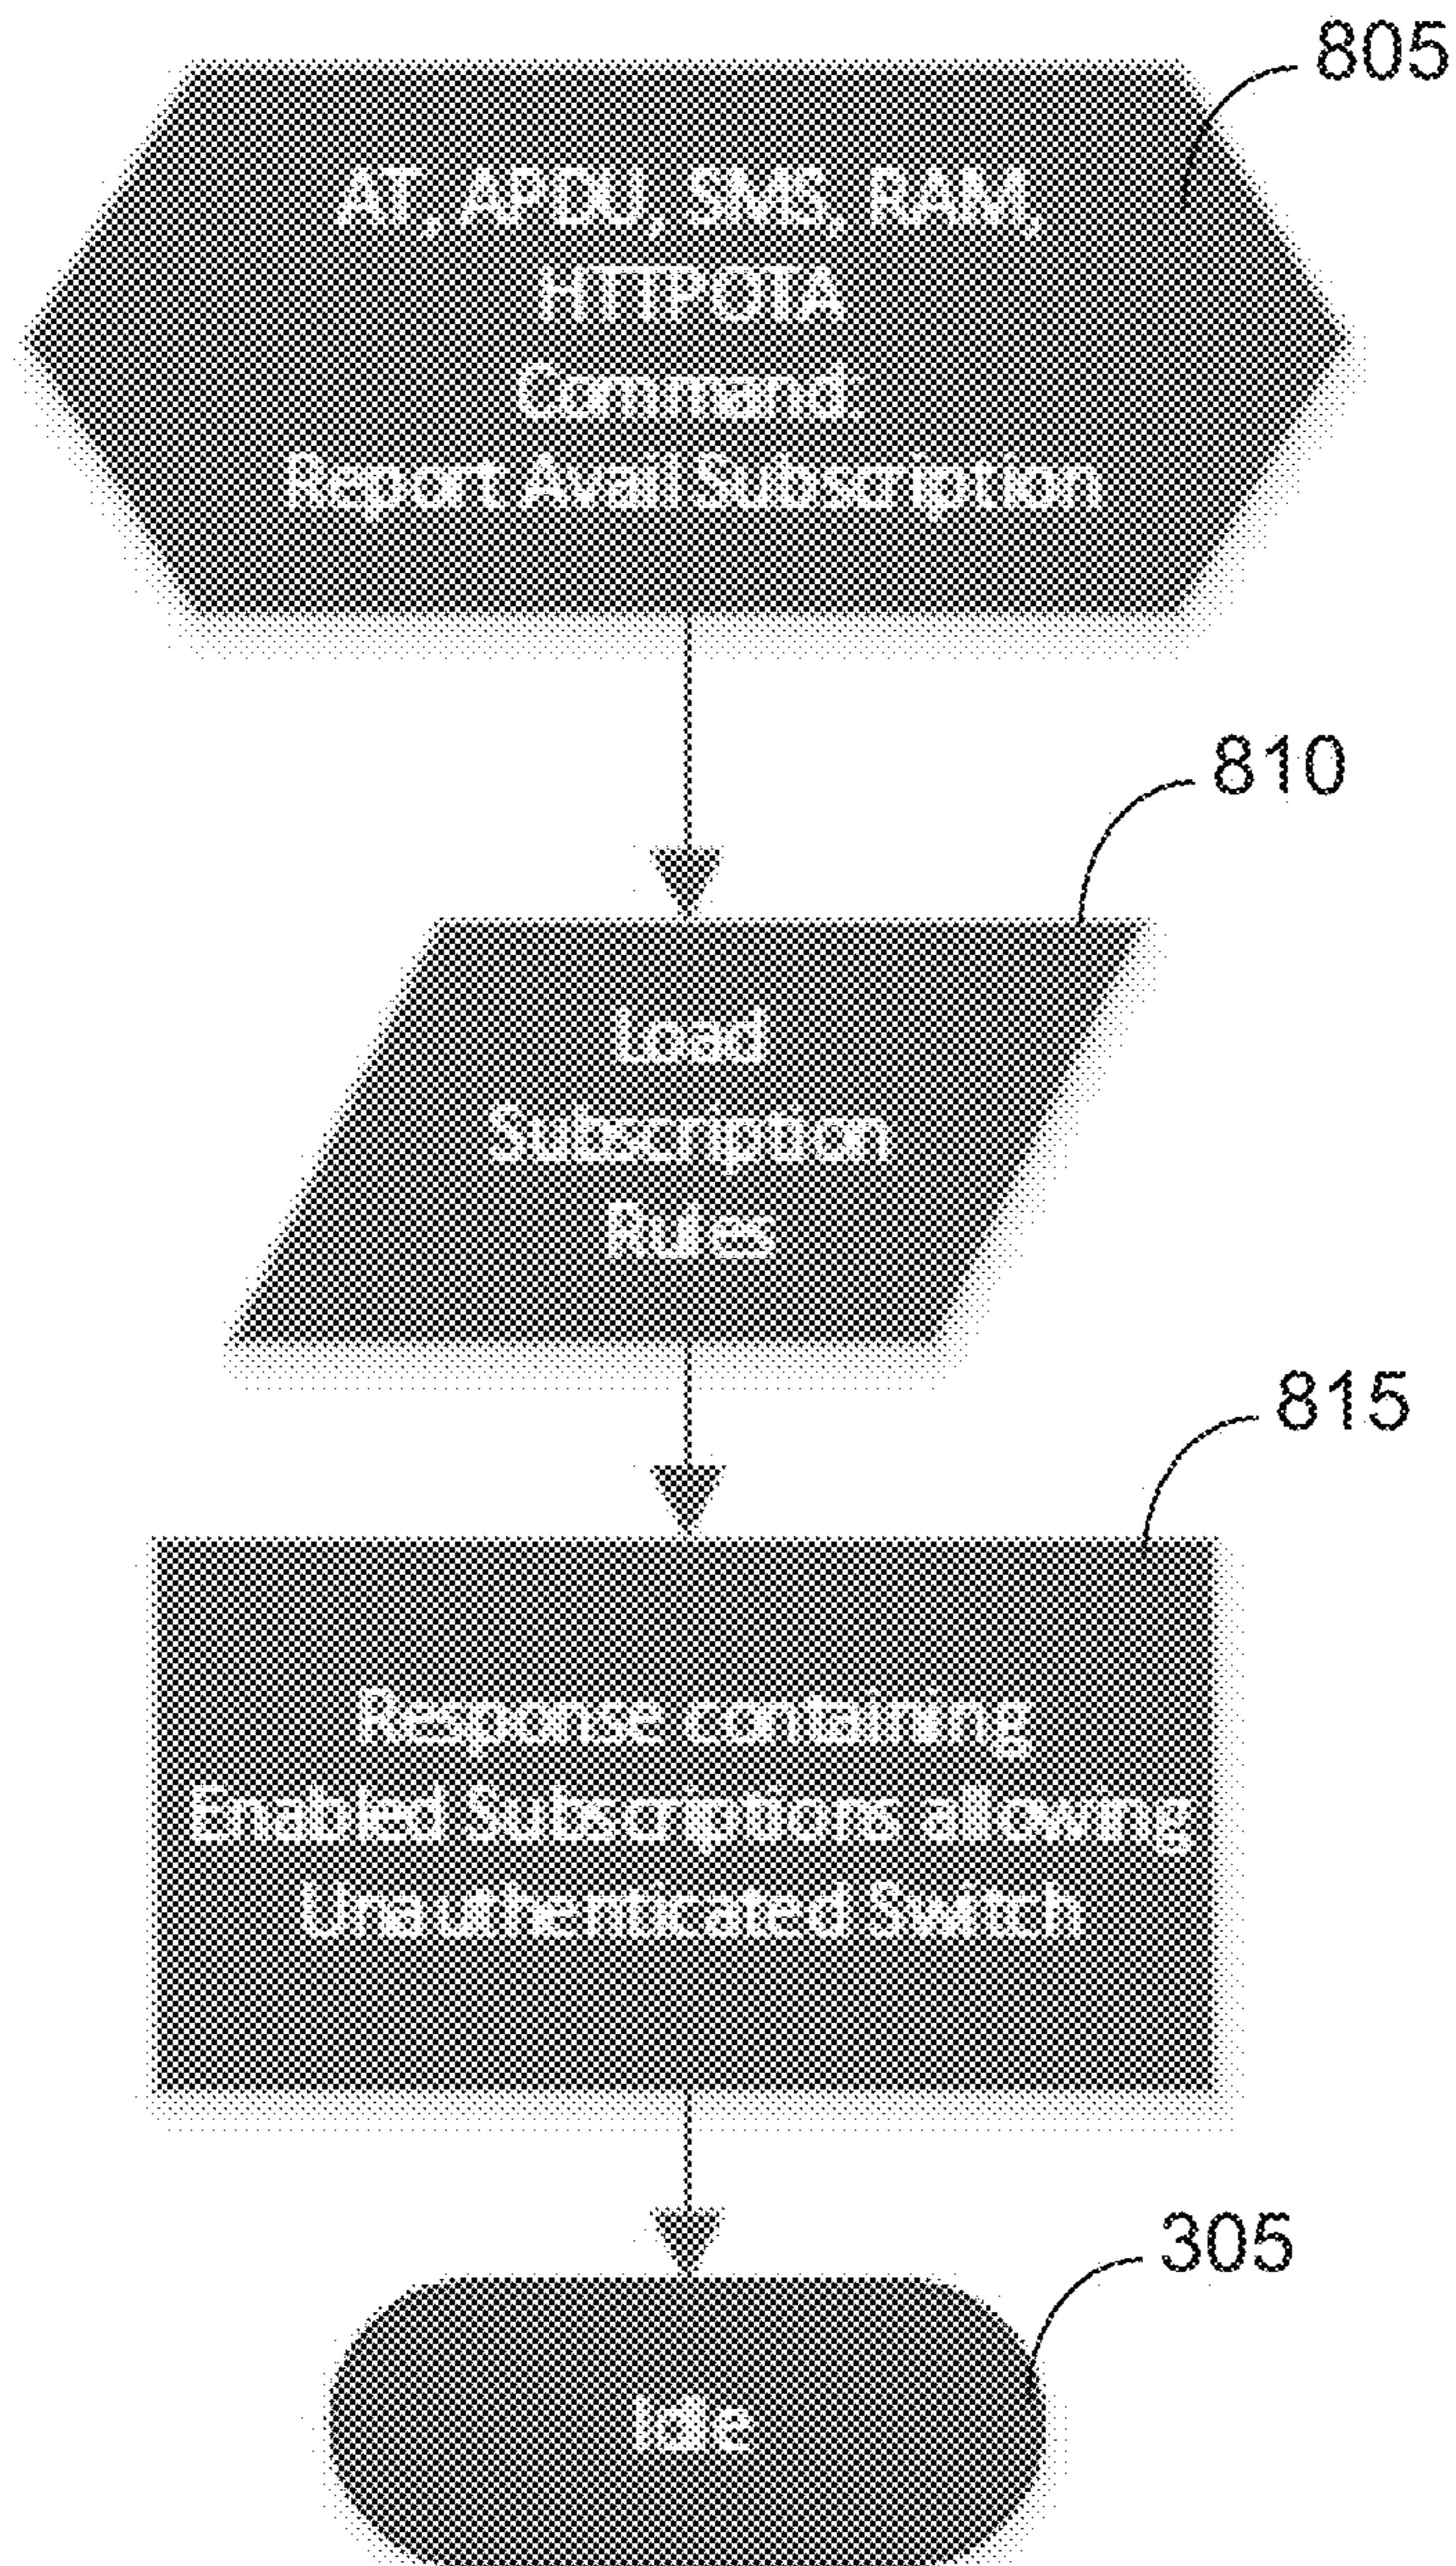 805
AT, APDU, SMS, RAM,
HTTPOTA
Command:
Report Avail Subscription
810
Load
Subscription
Rules
815
Response containing
Enabled Subscriptions allowing
Unauthenticated Switch
305
Idle